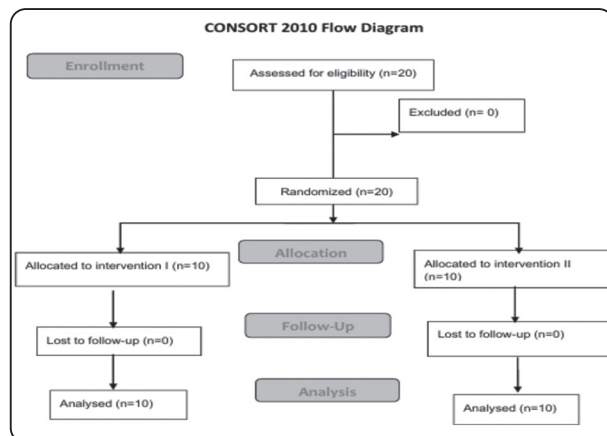 CONSORT 2010 Flow Diagram
Enrollment
Assessed for eligibility (n=20)
Excluded (n= 0)
Randomized (n=20)
Allocation
Allocated to intervention I (n=10)
Allocated to intervention II
(n=10)
Follow-Up
Lost to follow-up (n=0)
Lost to follow-up (n=0)
Analysis
Analysed (n=10)
Analysed (n=10)